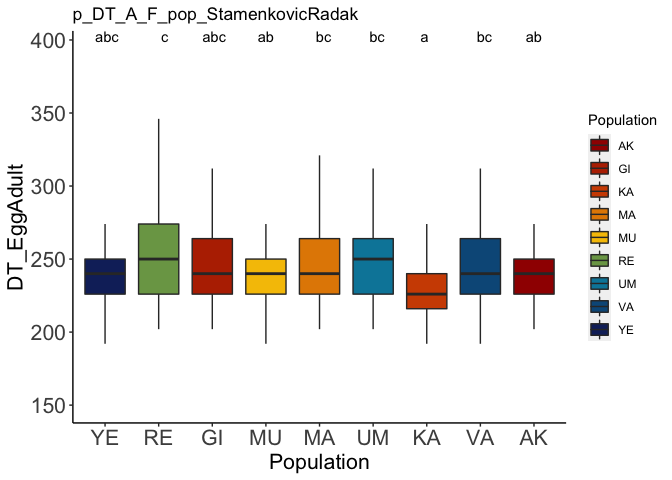 p_DT_A_F_pop_StamenkovicRadak
abc c abc ab bc bc a bc ab
400
350
300
250
200
150
DT_EggAdult
YE RE GI MU MA UM KA VA AK
Population
Population
AK
GI
KA
MA
MU
RE
UM
VA
YE